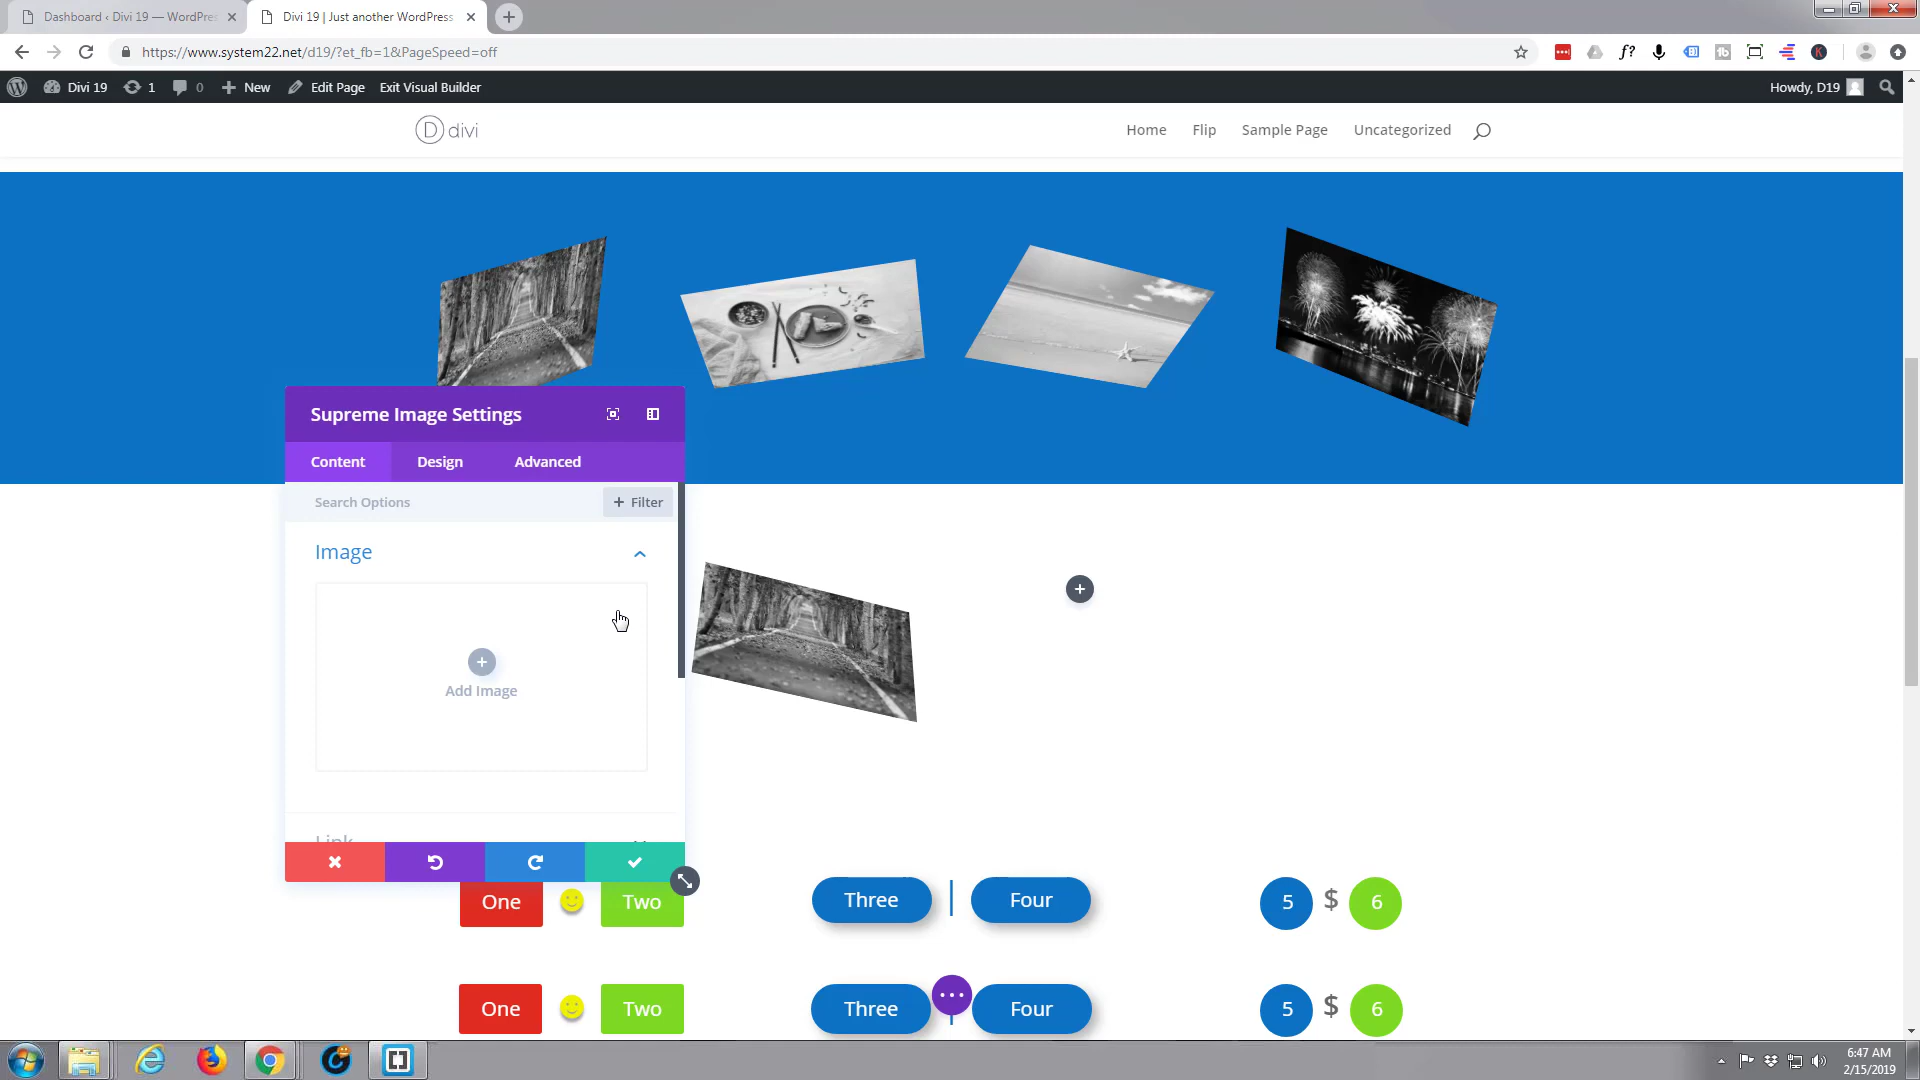 Dashboard ‹ Divi 19 — WordPres
Divi 19 | Just another WordPress
https://www.system22.net/d19/?et_fb=1&PageSpeed=off
Divi 19
1
0
New
Edit Page
Exit Visual Builder
Howdy, D19
D divi
Home
Flip
Sample Page
Uncategorized
Supreme Image Settings
Content
Design
Advanced
Search Options
+ Filter
Image
Add Image
Link
One
Two
Three
Four
5
$
6
One
Two
Three
Four
5
$
6
6:47 AM
2/15/2019